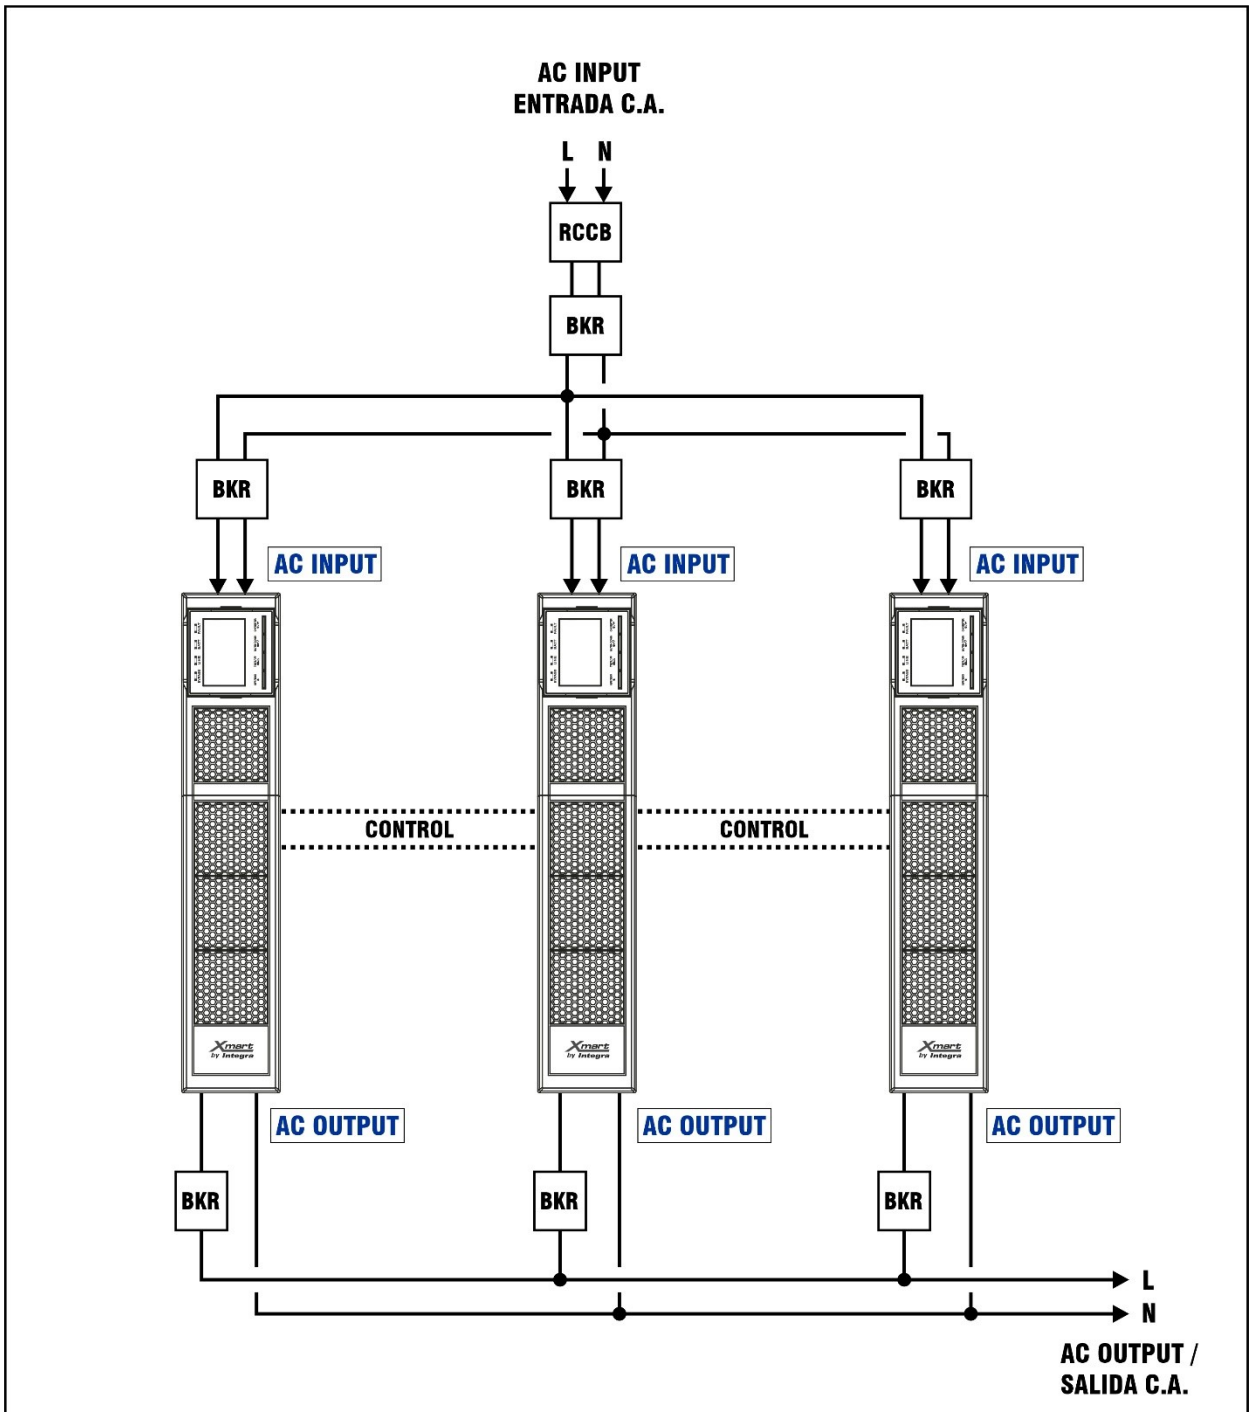 AC INPUT
ENTRADA C.A.
L N
RCCB
BKR
BKR BKR BKR
AC INPUT AC INPUT AC INPUT
CONTROL CONTROL
Xmart Xmart Xmart
by Integra by Integra by Integra
AC OUTPUT AC OUTPUT AC OUTPUT
BKR BKR BKR
L
N
AC OUTPUT /
SALIDA C.A.